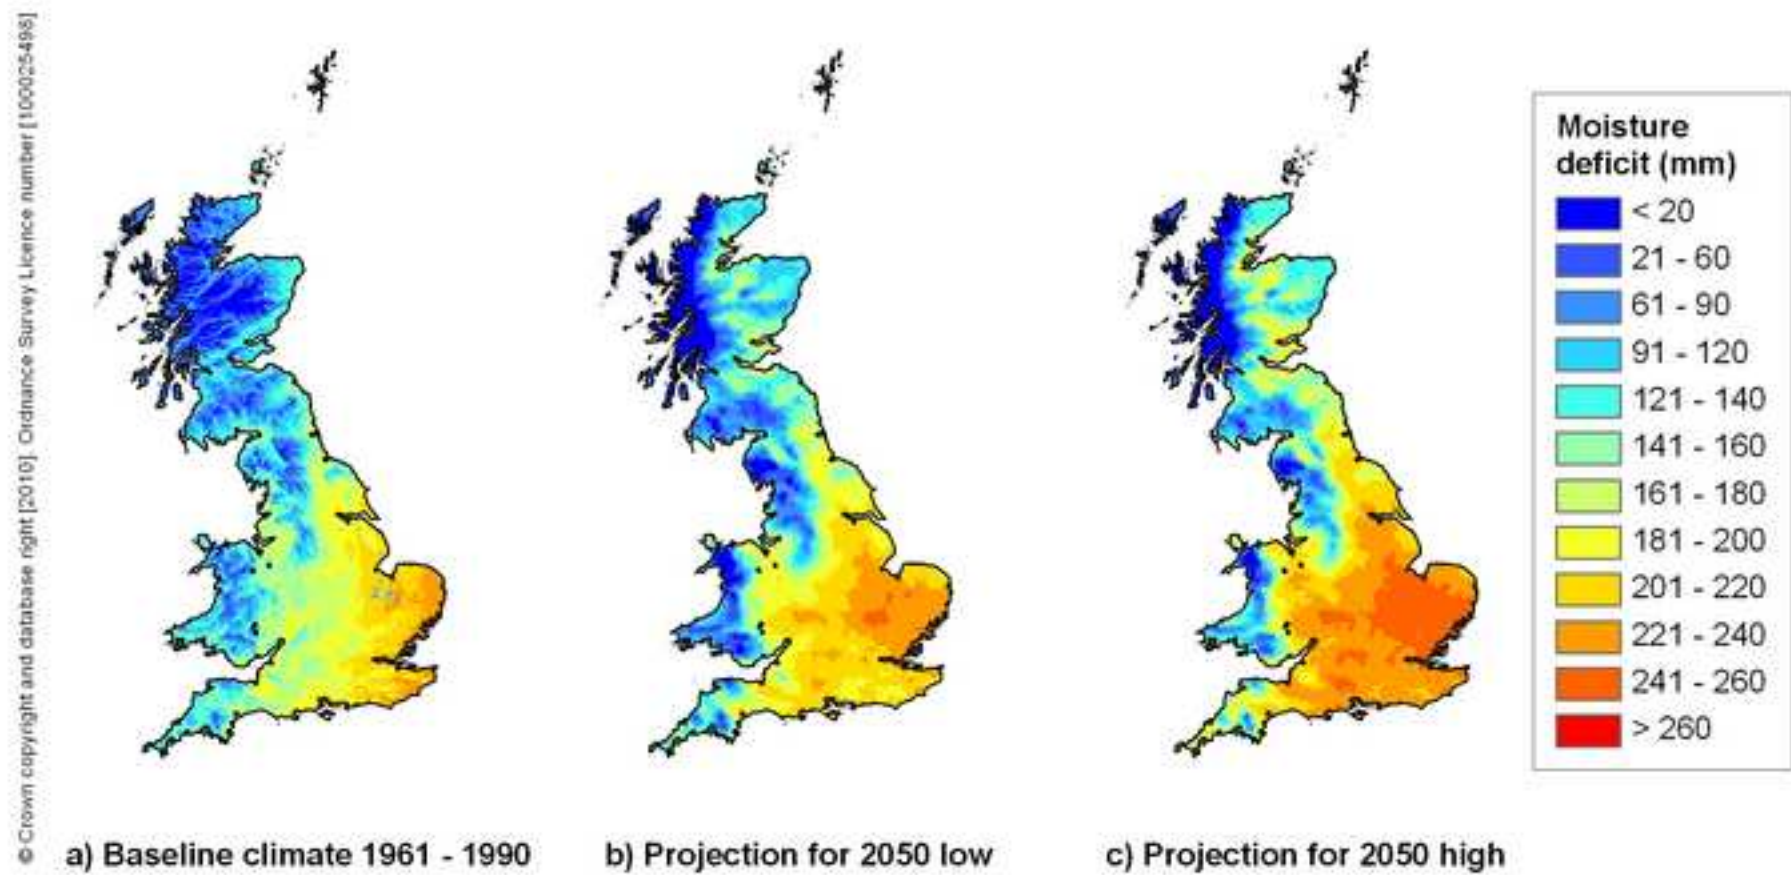 © Crown copyright and database right [2010] Ordnance Survey Licence number [100025498]
Moisture
deficit (mm)
< 20
21 - 60
61 - 90
91 - 120
121 - 140
141 - 160
161 - 180
181 - 200
201 - 220
221 - 240
241 - 260
> 260
a) Baseline climate 1961 - 1990
b) Projection for 2050 low
c) Projection for 2050 high